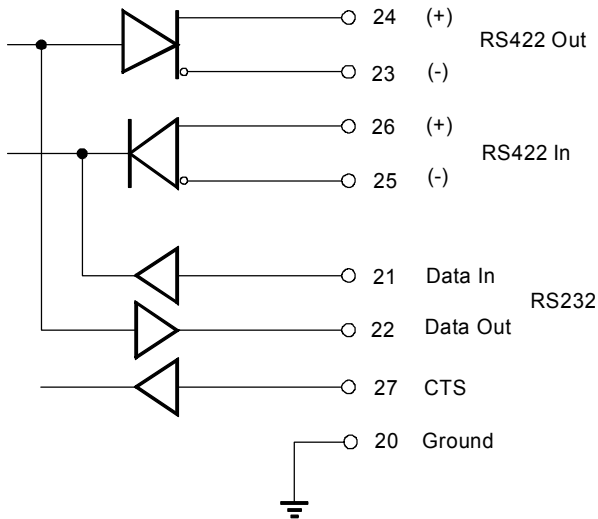 24 (+)
RS422 Out
23 (-)
26 (+)
RS422 In
25 (-)
21 Data In
RS232
22 Data Out
27 CTS
20 Ground